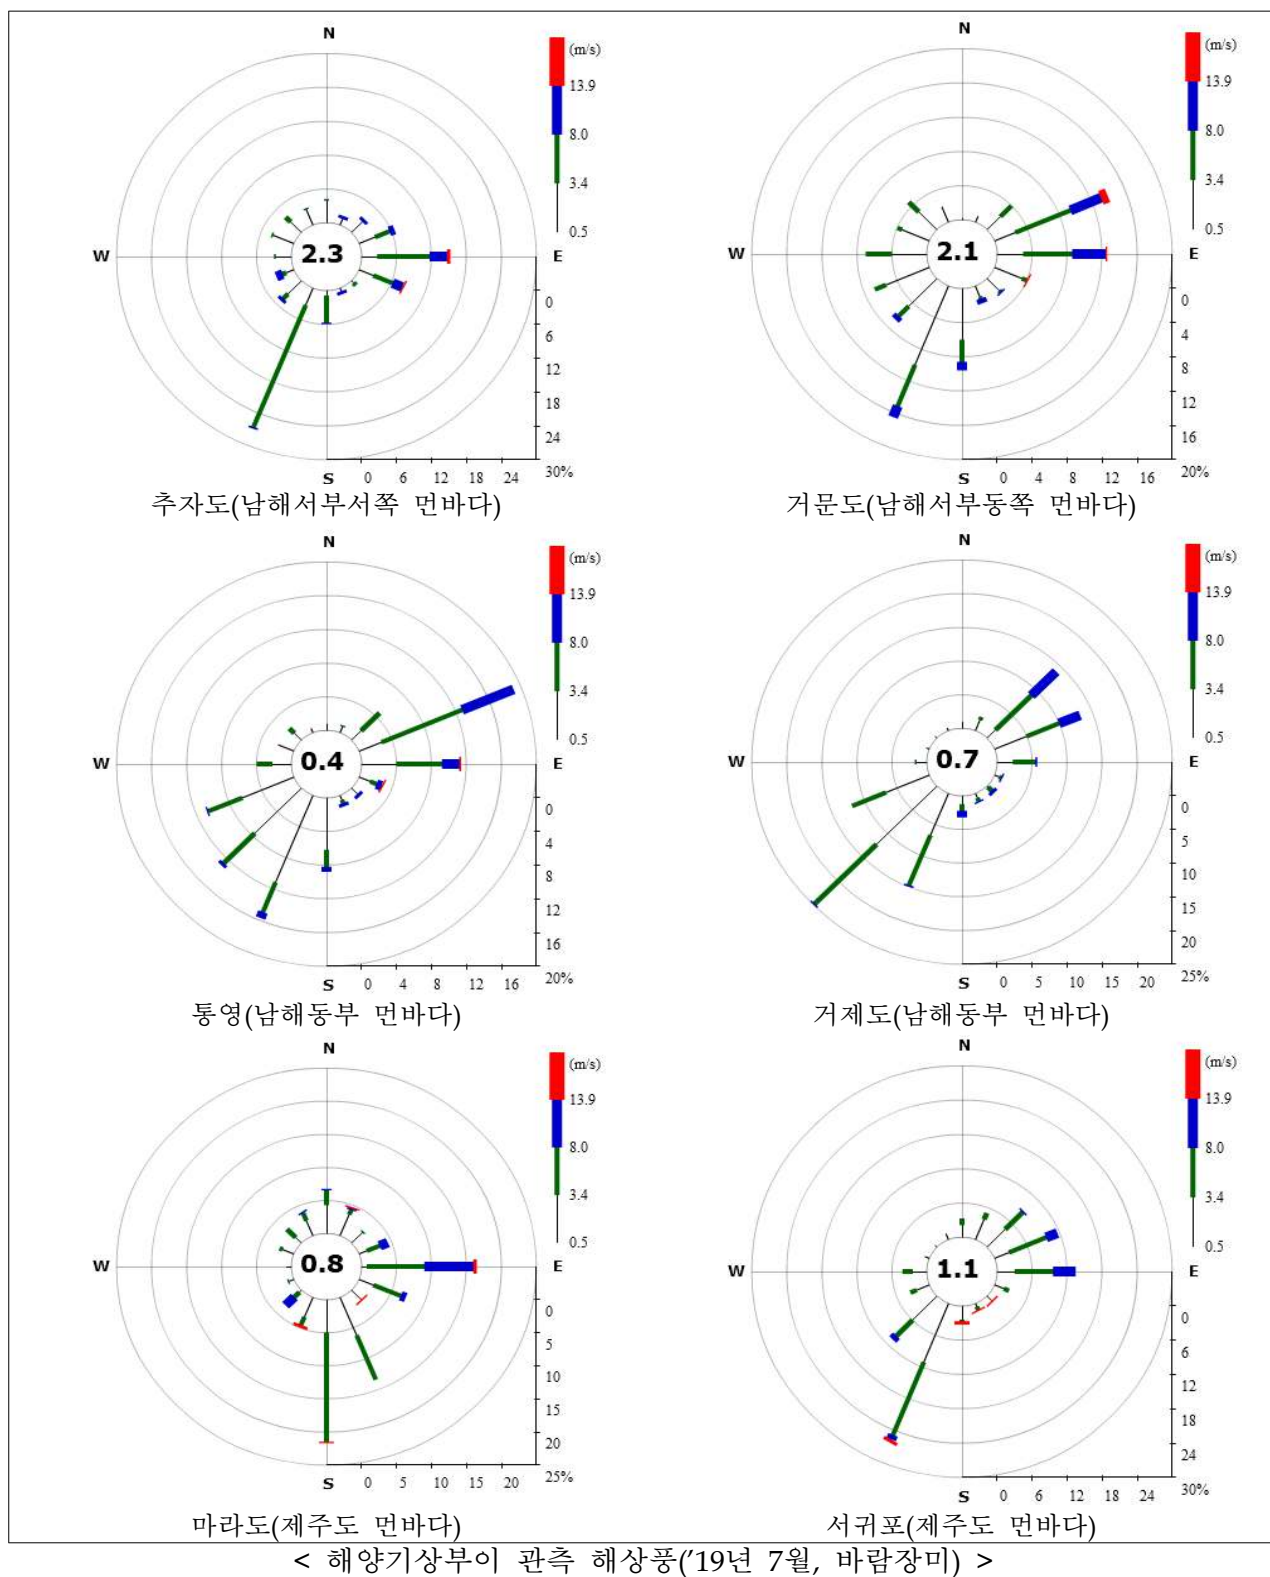 N
(m/s)
13.9
8.0
3.4
0.5
W
2.3
E
0
6
12
18
24
30%
S
0 6 12 18 24
추자도(남해서부서쪽 먼바다)
N
(m/s)
13.9
8.0
3.4
0.5
W
2.1
E
0
4
8
12
16
20%
S
0 4 8 12 16
거문도(남해서부동쪽 먼바다)
N
(m/s)
13.9
8.0
3.4
0.5
W
0.4
E
0
4
8
12
16
20%
S
0 4 8 12 16
통영(남해동부 먼바다)
N
(m/s)
13.9
8.0
3.4
0.5
W
0.7
E
0
5
10
15
20
25%
S
0 5 10 15 20
거제도(남해동부 먼바다)
N
(m/s)
13.9
8.0
3.4
0.5
W
0.8
E
0
5
10
15
20
25%
S
0 5 10 15 20
마라도(제주도 먼바다)
N
(m/s)
13.9
8.0
3.4
0.5
W
1.1
E
0
6
12
18
24
30%
S
0 6 12 18 24
서귀포(제주도 먼바다)
< 해양기상부이 관측 해상풍('19년 7월, 바람장미) >